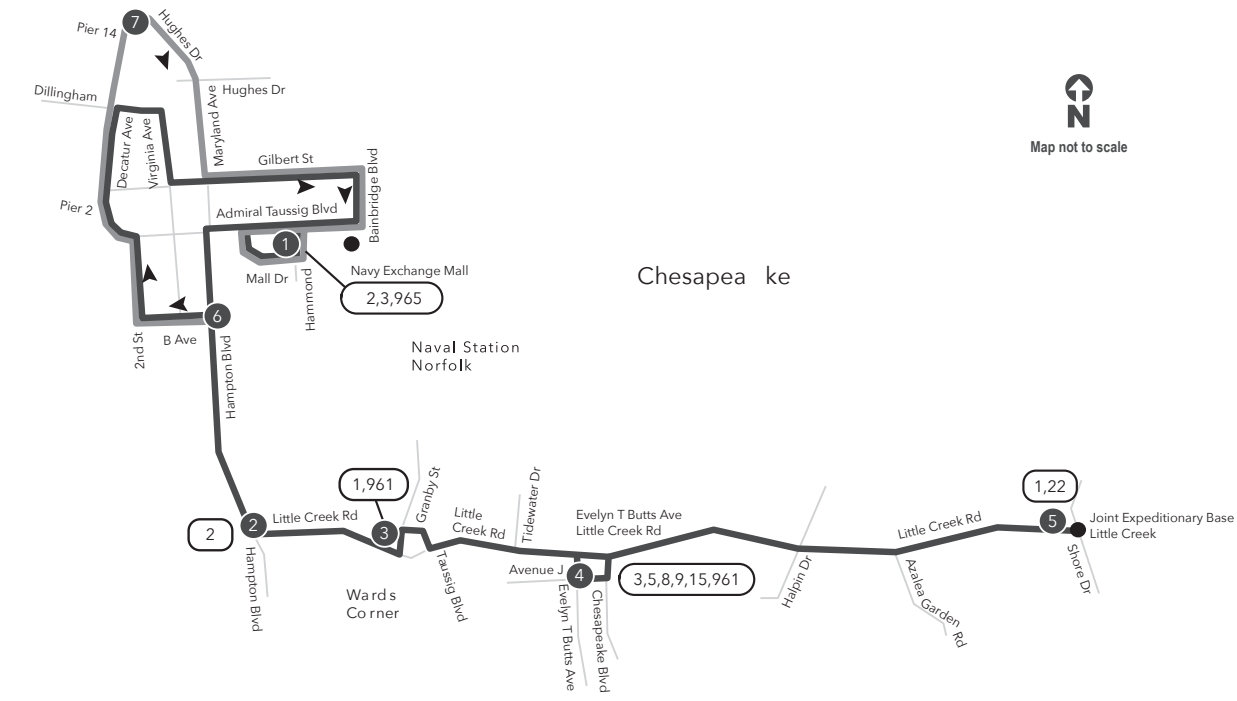 7
Pier 14
Hughes Dr
Dillingham
Hughes Dr
Maryland Ave
Decatur Ave
Virginia Ave
Gilbert St
Bainbridge Blvd
Pier 2
Admiral Taussig Blvd
1
Mall Dr
Hammond
Navy Exchange Mall
2,3,965
6
2nd St
B Ave
Hampton Blvd
Naval Station
Norfolk
Chesapea ke
N
Map not to scale
1,961
Granby St
2
2
Little Creek Rd
3
Little
Creek Rd
Tidewater Dr
Evelyn T Butts Ave
Little Creek Rd
Hampton Blvd
Wards
Corner
Taussig Blvd
Avenue J
4
3,5,8,9,15,961
Evelyn T Butts Ave
Chesapeake Blvd
Halpin Dr
Little Creek Rd
Azalea Garden Rd
1,22
5
Joint Expeditionary Base
Little Creek
Shore Dr